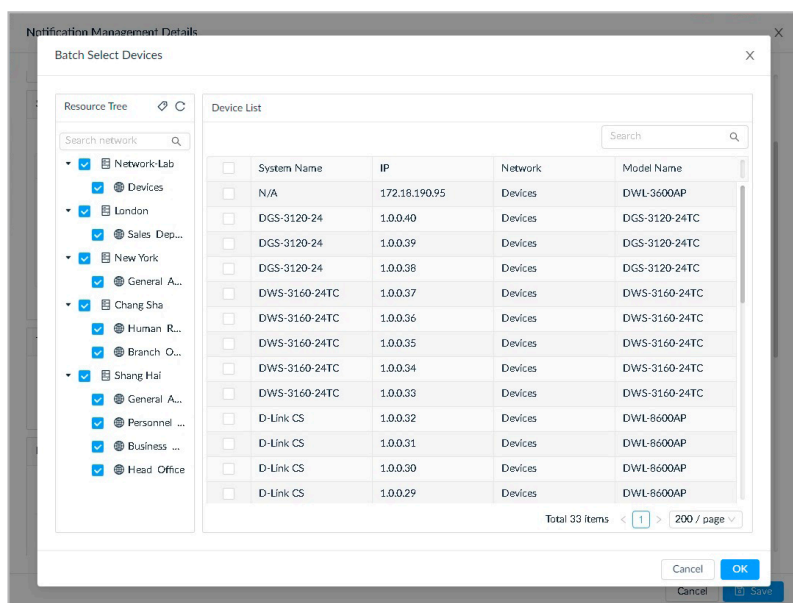 Notification Management Details
Batch Select Devices
Resource Tree
Search network
Network-Lab
Devices
London
Sales Dep...
New York
General A...
Chang Sha
Human R...
Branch O...
Shang Hai
General A...
Personnel ...
Business ...
Head Office
Device List
Search
System Name IP Network Model Name
N/A 172.18.190.95 Devices DWL-3600AP
DGS-3120-24 1.0.0.40 Devices DGS-3120-24TC
DGS-3120-24 1.0.0.39 Devices DGS-3120-24TC
DGS-3120-24 1.0.0.38 Devices DGS-3120-24TC
DWS-3160-24TC 1.0.0.37 Devices DWS-3160-24TC
DWS-3160-24TC 1.0.0.36 Devices DWS-3160-24TC
DWS-3160-24TC 1.0.0.35 Devices DWS-3160-24TC
DWS-3160-24TC 1.0.0.34 Devices DWS-3160-24TC
DWS-3160-24TC 1.0.0.33 Devices DWS-3160-24TC
D-Link CS 1.0.0.32 Devices DWL-8600AP
D-Link CS 1.0.0.31 Devices DWL-8600AP
D-Link CS 1.0.0.30 Devices DWL-8600AP
D-Link CS 1.0.0.29 Devices DWL-8600AP
Total 33 items < 1 > 200 / page
Cancel OK
Cancel Save